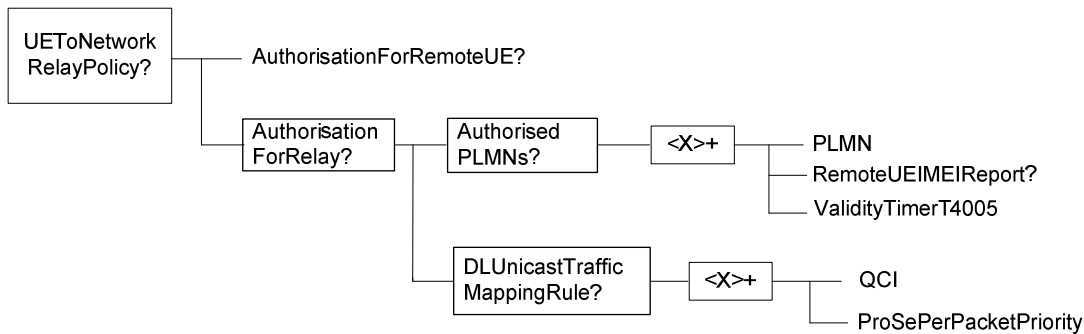 UEToNetwork
RelayPolicy?
AuthorisationForRemoteUE?
Authorisation
ForRelay?
Authorised
PLMNs?
<X>+
PLMN
RemoteUEIMEIReport?
ValidityTimerT4005
DLUnicastTraffic
MappingRule?
<X>+
QCI
ProSePerPacketPriority